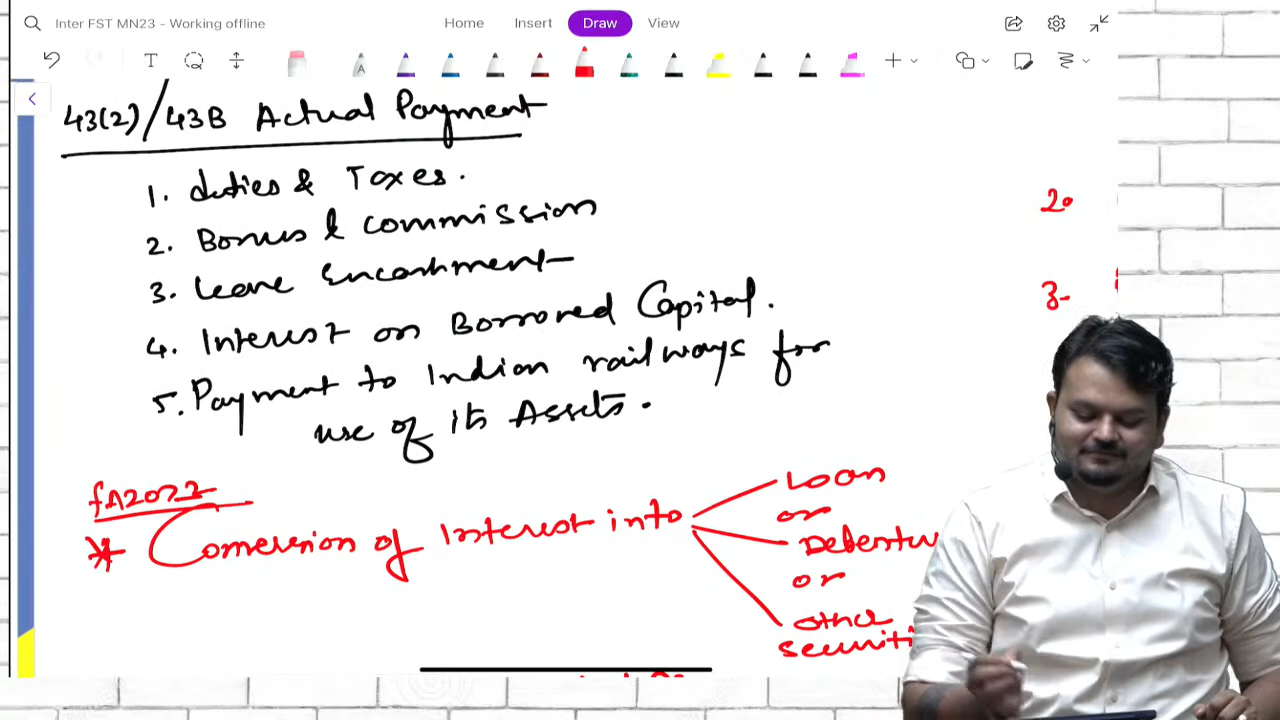 Inter FST MN23 - Working offline
Home Insert Draw View
43(2)/43B Actual Payment
1. Duties & Taxes.
2. Bonus & Commission
3. Leave Encashment
4. Interest on Borrowed Capital.
5. Payment to Indian railways for
use of its Assets.
20
3-
FA2022
* Conversion of Interest into
Loan
or
Debentur
or
other
securiti